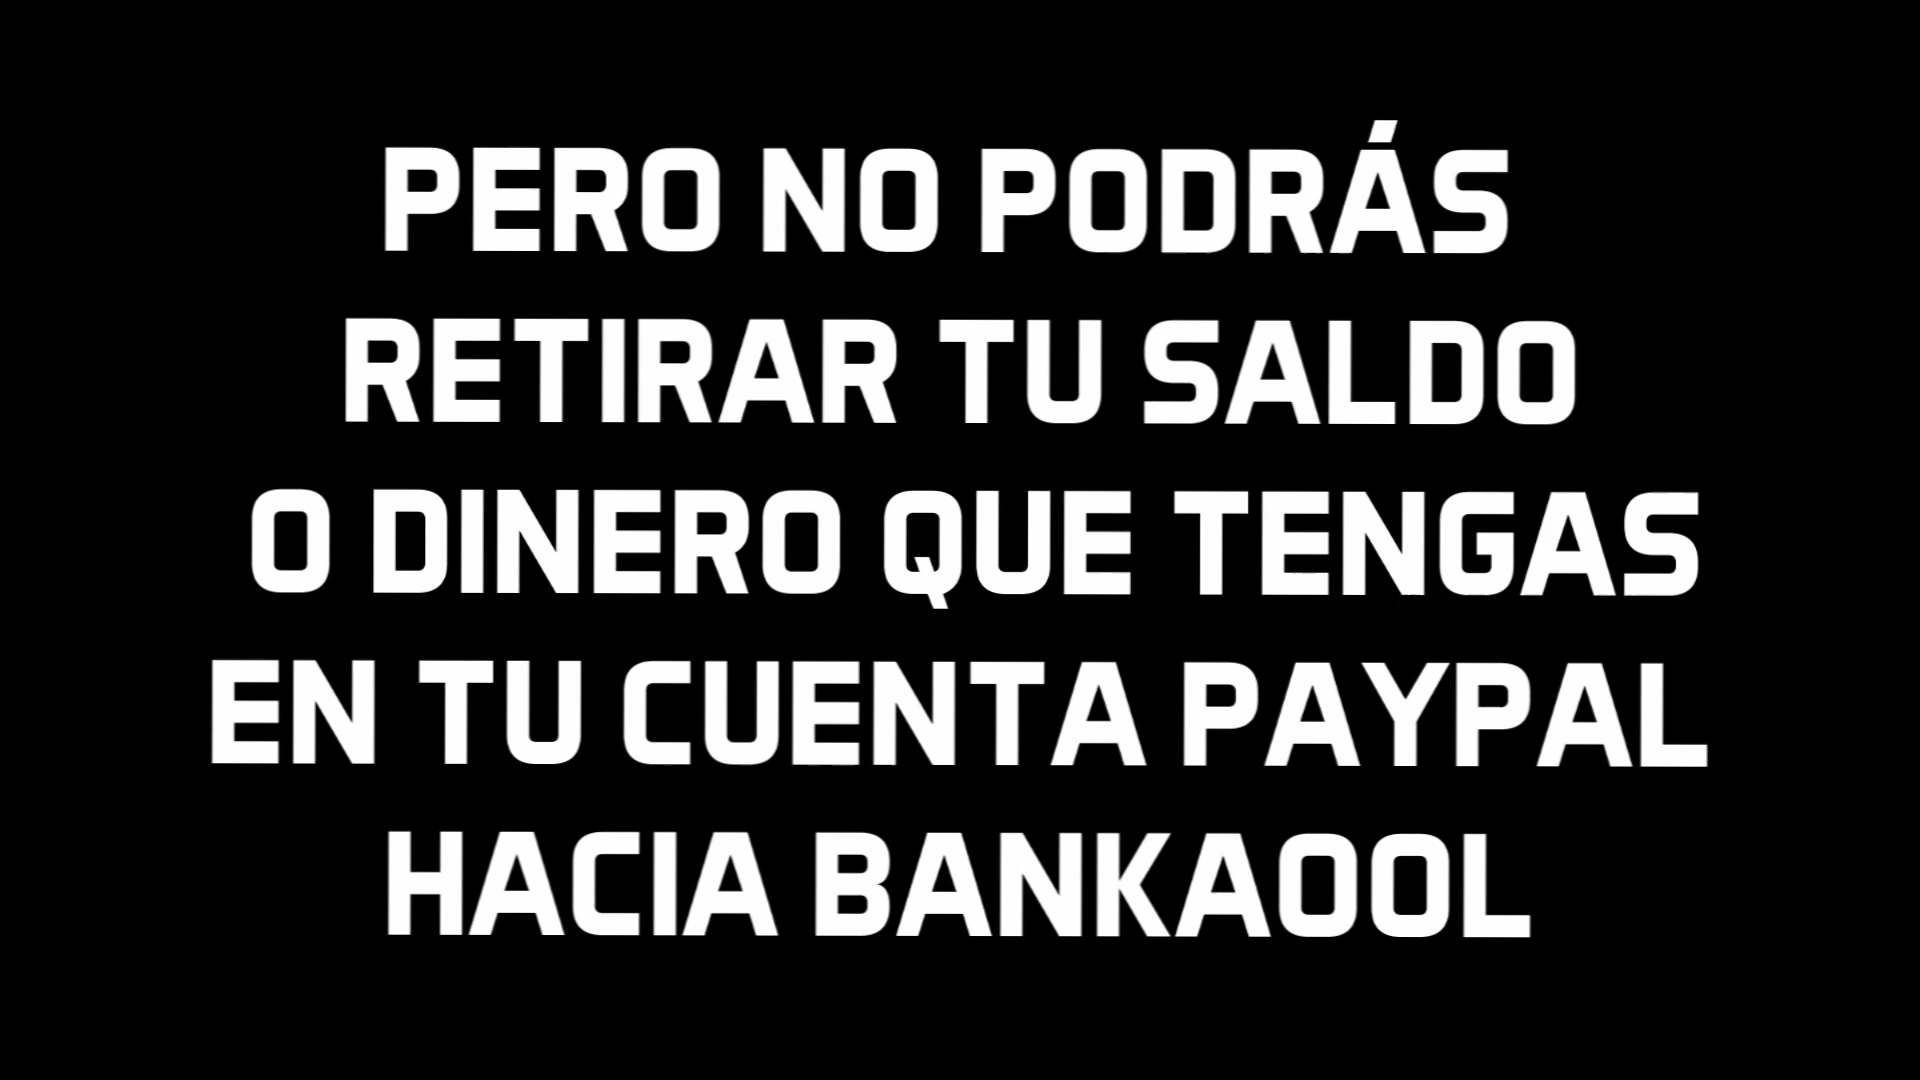 PERO NO PODRÁS
RETIRAR TU SALDO
O DINERO QUE TENGAS
EN TU CUENTA PAYPAL
HACIA BANKAOOL